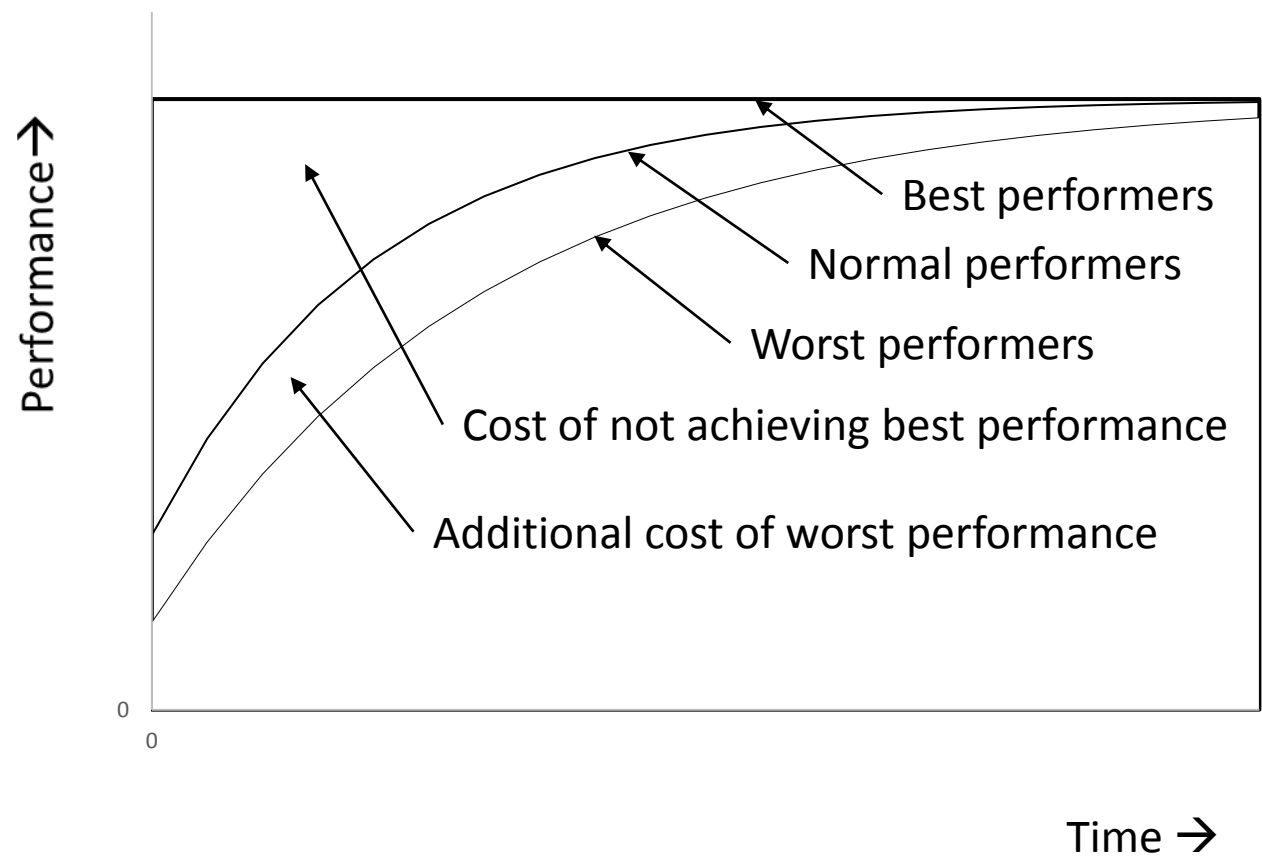 Performance→
Best performers
Normal performers
Worst performers
Cost of not achieving best performance
Additional cost of worst performance
0
0
Time →